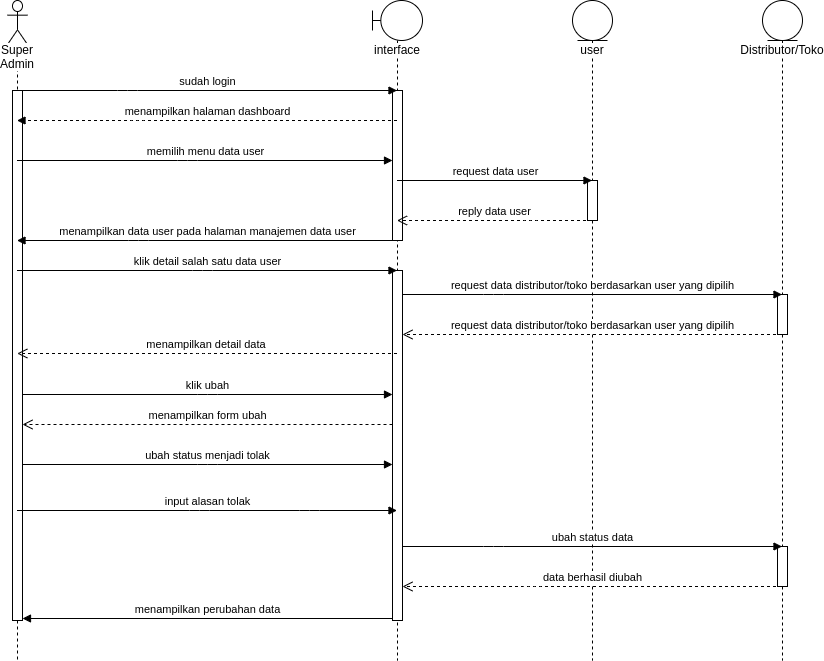 Super
Admin
interface
user
Distributor/Toko
sudah login
menampilkan halaman dashboard
memilih menu data user
request data user
reply data user
menampilkan data user pada halaman manajemen data user
klik detail salah satu data user
request data distributor/toko berdasarkan user yang dipilih
request data distributor/toko berdasarkan user yang dipilih
menampilkan detail data
klik ubah
menampilkan form ubah
ubah status menjadi tolak
input alasan tolak
ubah status data
data berhasil diubah
menampilkan perubahan data